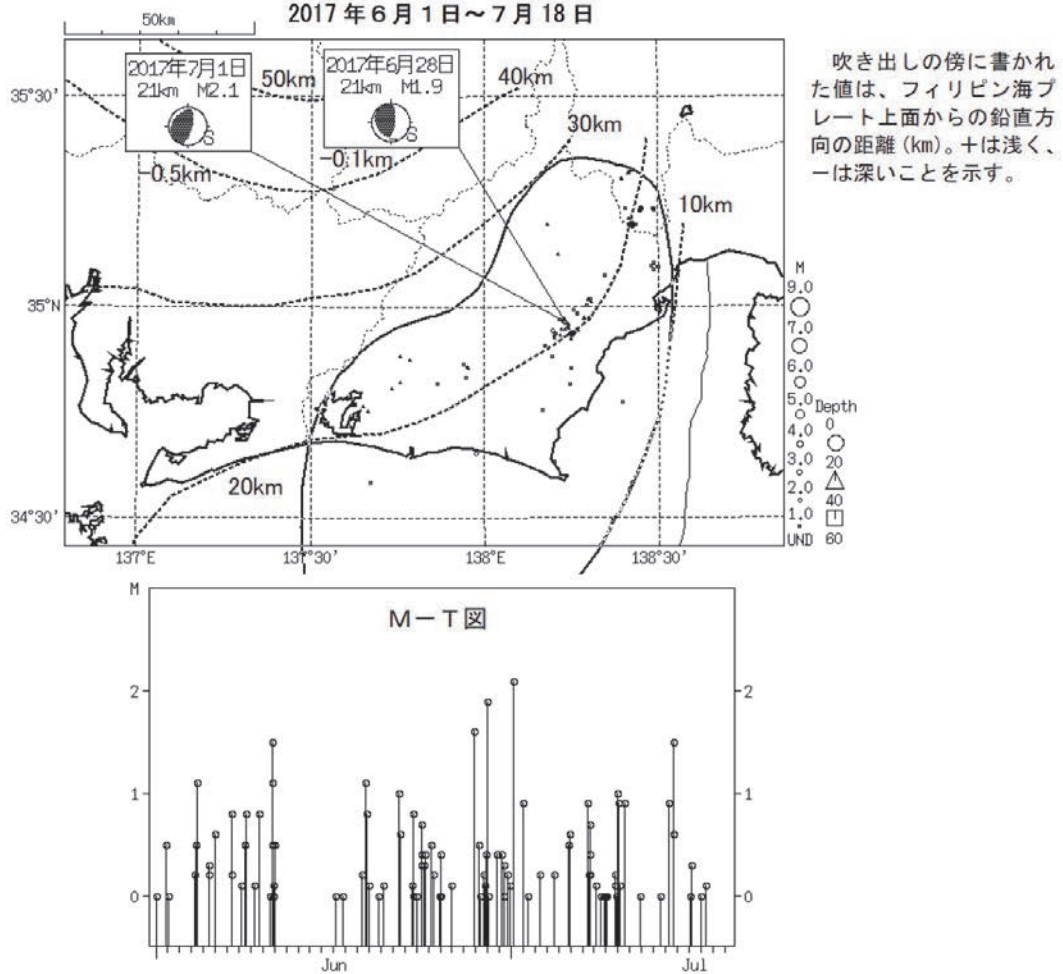 2017年6月1日～7月18日
50km
2017年7月1日
21km M2.1
S
2017年6月28日
21km M1.9
S
吹き出しの傍に書かれ
た値は、フィリピン海プ
レート上面からの鉛直方
向の距離(km)。＋は浅く、
－は深いことを示す。
50km
40km
30km
10km
20km
-0.5km
-0.1km
35°30'
35°N
34°30'
137°E
137°30'
138°E
138°30'
M
9.0
7.0
6.0
5.0
4.0
3.0
2.0
1.0
UND
Depth
0
20
40
60
M
M－T図
2
1
0
2
1
0
Jun
Jul